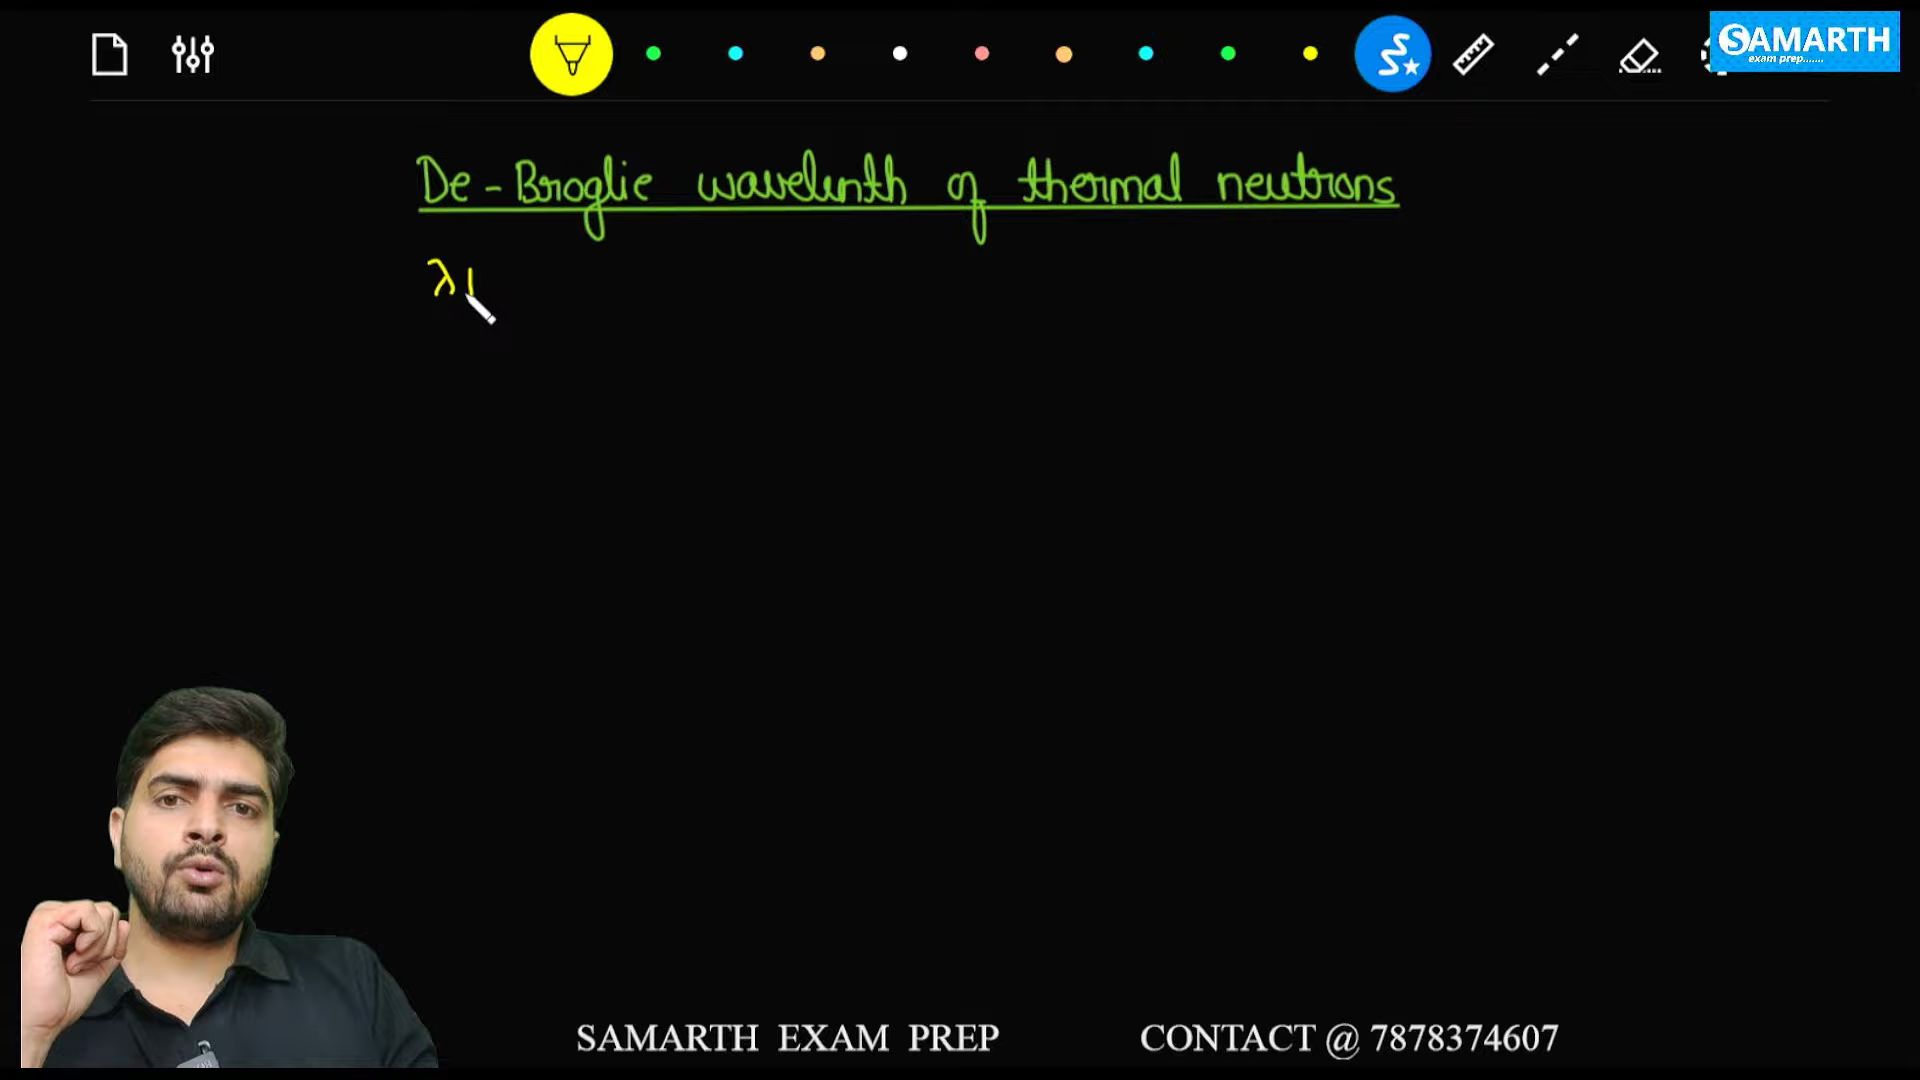 SAMARTH
exam prep.......
De-Broglie wavelenth of thermal neutrons
λ
SAMARTH EXAM PREP CONTACT @ 7878374607